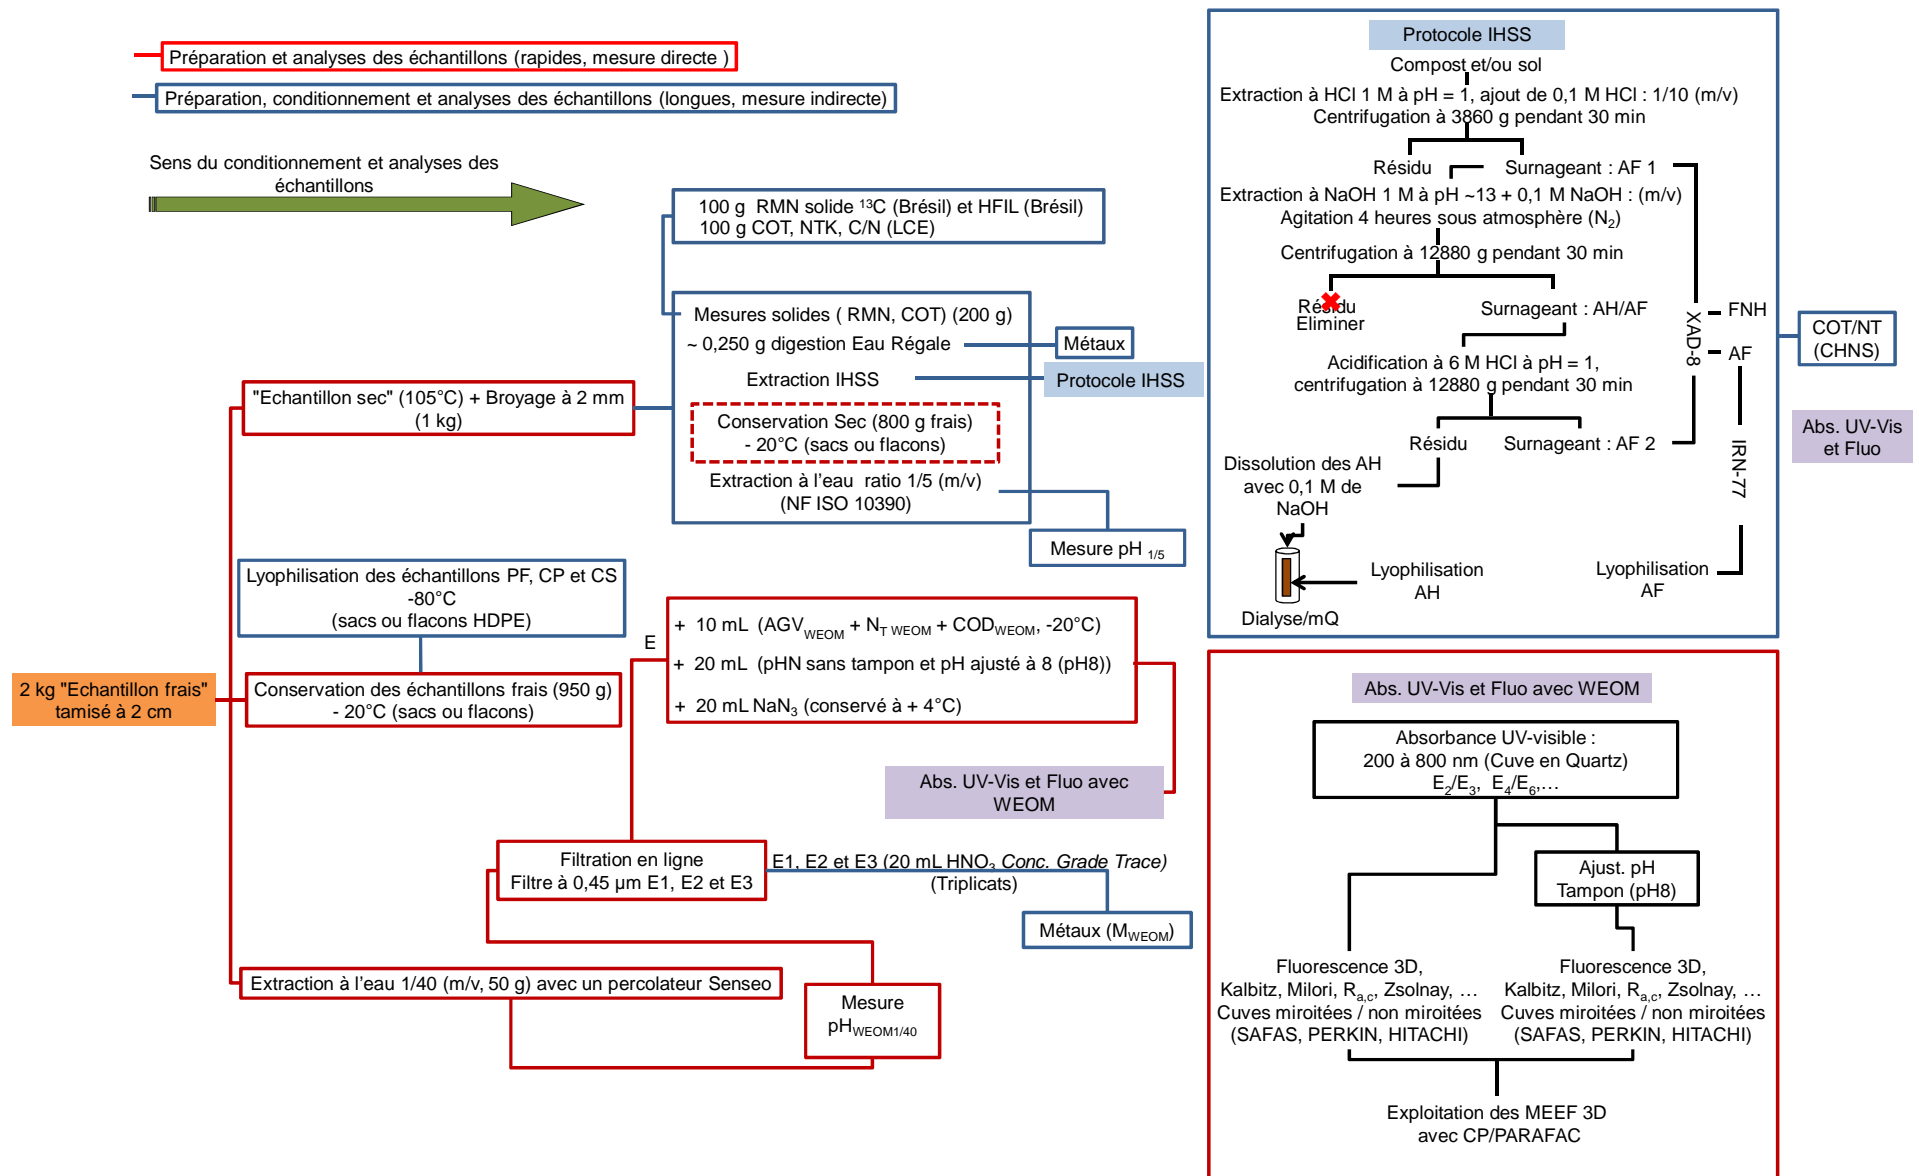 Préparation et analyses des échantillons (rapides, mesure directe )
Préparation, conditionnement et analyses des échantillons (longues, mesure indirecte)
Sens du conditionnement et analyses des
échantillons
100 g RMN solide ¹³C (Brésil) et HFIL (Brésil)
100 g COT, NTK, C/N (LCE)
Mesures solides ( RMN, COT) (200 g)
~ 0,250 g digestion Eau Régale
Métaux
Extraction IHSS
Protocole IHSS
"Echantillon sec" (105°C) + Broyage à 2 mm
(1 kg)
Conservation Sec (800 g frais)
- 20°C (sacs ou flacons)
Extraction à l'eau ratio 1/5 (m/v)
(NF ISO 10390)
Mesure pH 1/5
Lyophilisation des échantillons PF, CP et CS
-80°C
(sacs ou flacons HDPE)
2 kg "Echantillon frais"
tamisé à 2 cm
Conservation des échantillons frais (950 g)
- 20°C (sacs ou flacons)
E
+ 10 mL (AGV WEOM + N T WEOM + COD WEOM, -20°C)
+ 20 mL (pHN sans tampon et pH ajusté à 8 (pH8))
+ 20 mL NaN₃ (conservé à + 4°C)
Abs. UV-Vis et Fluo avec
WEOM
Filtration en ligne
Filtre à 0,45 µm E1, E2 et E3
E1, E2 et E3 (20 mL HNO₃ Conc. Grade Trace)
(Triplicats)
Métaux (M WEOM)
Extraction à l'eau 1/40 (m/v, 50 g) avec un percolateur Senseo
Mesure
pH WEOM1/40
Protocole IHSS
Compost et/ou sol
Extraction à HCl 1 M à pH = 1, ajout de 0,1 M HCl : 1/10 (m/v)
Centrifugation à 3860 g pendant 30 min
Résidu
Surnageant : AF 1
Extraction à NaOH 1 M à pH ~13 + 0,1 M NaOH : (m/v)
Agitation 4 heures sous atmosphère (N₂)
Centrifugation à 12880 g pendant 30 min
Résidu
Eliminer
Surnageant : AH/AF
Acidification à 6 M HCl à pH = 1,
centrifugation à 12880 g pendant 30 min
Résidu
Surnageant : AF 2
XAD-8
FNH
AF
IRN-77
Dissolution des AH
avec 0,1 M de
NaOH
Lyophilisation
AH
Lyophilisation
AF
Dialyse/mQ
COT/NT
(CHNS)
Abs. UV-Vis
et Fluo
Abs. UV-Vis et Fluo avec WEOM
Absorbance UV-visible :
200 à 800 nm (Cuve en Quartz)
E₂/E₃, E₄/E₆,…
Ajust. pH
Tampon (pH8)
Fluorescence 3D,
Kalbitz, Milori, R a,c, Zsolnay, …
Cuves miroitées / non miroitées
(SAFAS, PERKIN, HITACHI)
Fluorescence 3D,
Kalbitz, Milori, R a,c, Zsolnay, …
Cuves miroitées / non miroitées
(SAFAS, PERKIN, HITACHI)
Exploitation des MEEF 3D
avec CP/PARAFAC